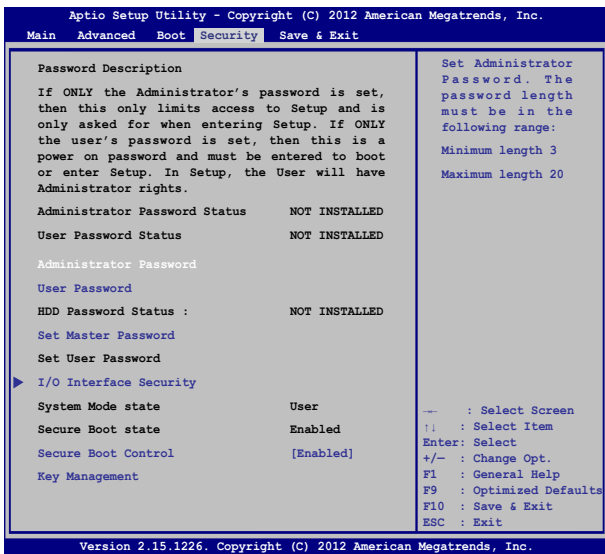 Aptio Setup Utility - Copyright (C) 2012 American Megatrends, Inc.
Main Advanced Boot Security Save & Exit
Password Description
If ONLY the Administrator's password is set,
then this only limits access to Setup and is
only asked for when entering Setup. If ONLY
the user's password is set, then this is a
power on password and must be entered to boot
or enter Setup. In Setup, the User will have
Administrator rights.
Administrator Password Status NOT INSTALLED
User Password Status NOT INSTALLED
Administrator Password
User Password
HDD Password Status : NOT INSTALLED
Set Master Password
Set User Password
I/O Interface Security
System Mode state User
Secure Boot state Enabled
Secure Boot Control [Enabled]
Key Management
Set Administrator
Password. The
password length
must be in the
following range:
Minimum length 3
Maximum length 20
→← : Select Screen
↑↓ : Select Item
Enter: Select
+/— : Change Opt.
F1 : General Help
F9 : Optimized Defaults
F10 : Save & Exit
ESC : Exit
Version 2.15.1226. Copyright (C) 2012 American Megatrends, Inc.